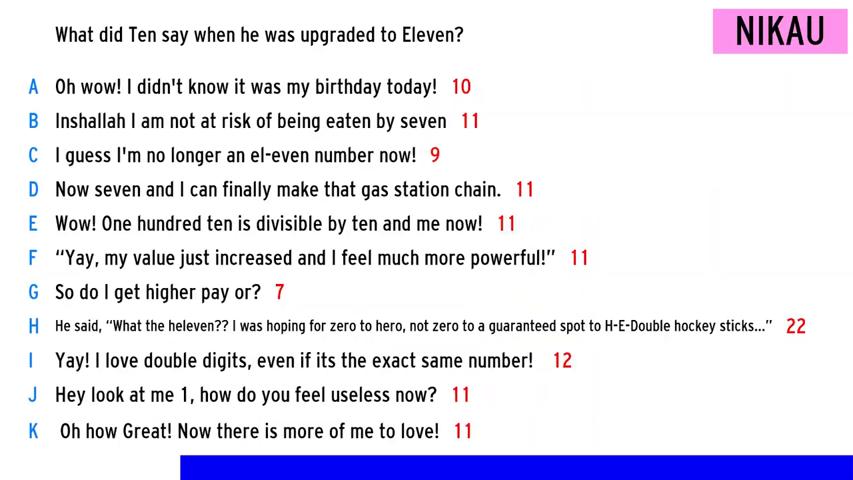 What did Ten say when he was upgraded to Eleven?
NIKAU
A Oh wow! I didn't know it was my birthday today! 10
B Inshallah I am not at risk of being eaten by seven 11
C I guess I'm no longer an el-even number now! 9
D Now seven and I can finally make that gas station chain. 11
E Wow! One hundred ten is divisible by ten and me now! 11
F “Yay, my value just increased and I feel much more powerful!” 11
G So do I get higher pay or? 7
H He said, “What the heleven?? I was hoping for zero to hero, not zero to a guaranteed spot to H-E-Double hockey sticks...” 22
I Yay! I love double digits, even if its the exact same number! 12
J Hey look at me 1, how do you feel useless now? 11
K Oh how Great! Now there is more of me to love! 11